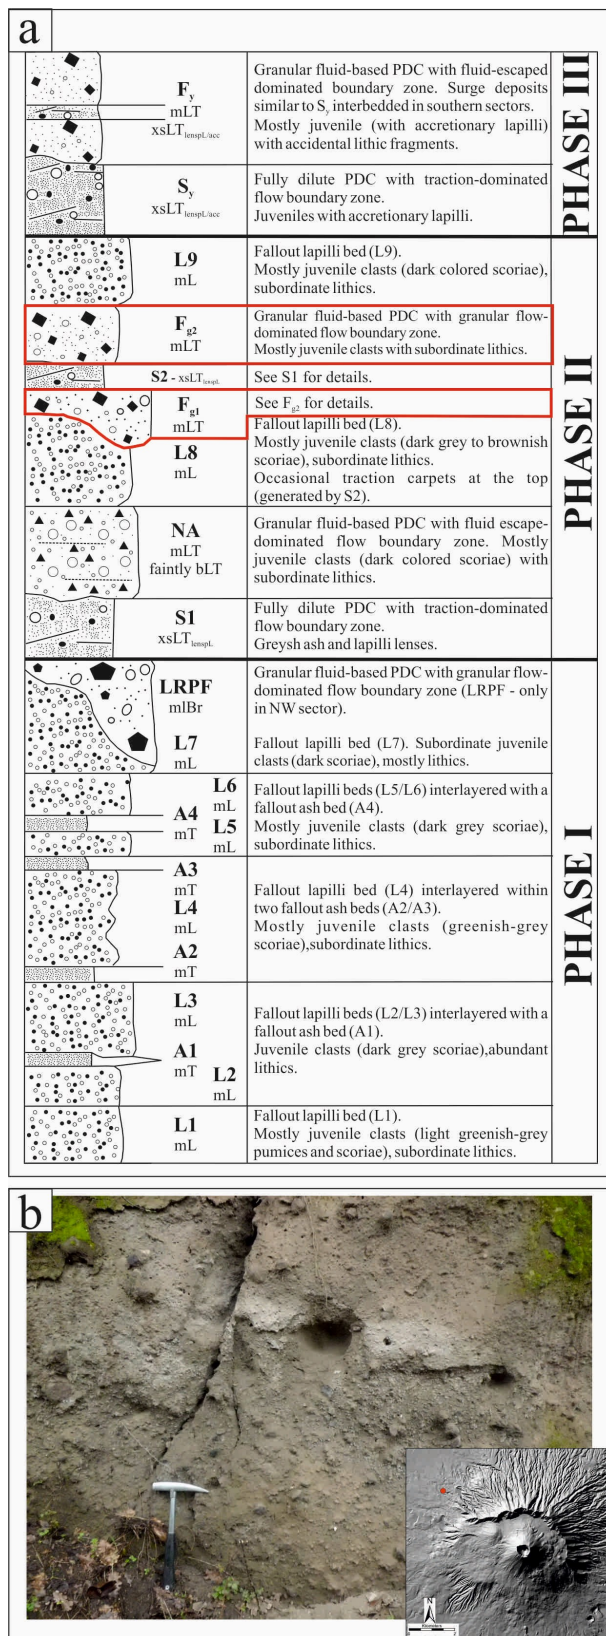 a
F_y
mLT
xsLT_lenspL/acc
Granular fluid-based PDC with fluid-escaped
dominated boundary zone. Surge deposits
similar to S_y interbedded in southern sectors.
Mostly juvenile (with accretionary lapilli)
with accidental lithic fragments.
S_y
xsLT_lenspL/acc
Fully dilute PDC with traction-dominated
flow boundary zone.
Juveniles with accretionary lapilli.
PHASE III
L9
mL
Fallout lapilli bed (L9).
Mostly juvenile clasts (dark colored scoriae),
subordinate lithics.
F_g2
mLT
Granular fluid-based PDC with granular flow-
dominated flow boundary zone.
Mostly juvenile clasts with subordinate lithics.
S2 - xsLT_lenspL
See S1 for details.
F_g1
mLT
See F_g2 for details.
L8
mL
Fallout lapilli bed (L8).
Mostly juvenile clasts (dark grey to brownish
scoriae), subordinate lithics.
Occasional traction carpets at the top
(generated by S2).
NA
mLT
faintly bLT
Granular fluid-based PDC with fluid escape-
dominated flow boundary zone. Mostly
juvenile clasts (dark colored scoriae) with
subordinate lithics.
S1
xsLT_lenspL
Fully dilute PDC with traction-dominated
flow boundary zone.
Greysh ash and lapilli lenses.
PHASE II
LRPF
mlBr
Granular fluid-based PDC with granular flow-
dominated flow boundary zone (LRPF - only
in NW sector).
L7
mL
Fallout lapilli bed (L7). Subordinate juvenile
clasts (dark scoriae), mostly lithics.
L6
mL
A4
mT
L5
mL
Fallout lapilli beds (L5/L6) interlayered with a
fallout ash bed (A4).
Mostly juvenile clasts (dark grey scoriae),
subordinate lithics.
A3
mT
L4
mL
A2
mT
Fallout lapilli bed (L4) interlayered within
two fallout ash beds (A2/A3).
Mostly juvenile clasts (greenish-grey
scoriae),subordinate lithics.
L3
mL
A1
mT
L2
mL
Fallout lapilli beds (L2/L3) interlayered with a
fallout ash bed (A1).
Juvenile clasts (dark grey scoriae),abundant
lithics.
L1
mL
Fallout lapilli bed (L1).
Mostly juvenile clasts (light greenish-grey
pumices and scoriae), subordinate lithics.
PHASE I
b
N
Kilometers